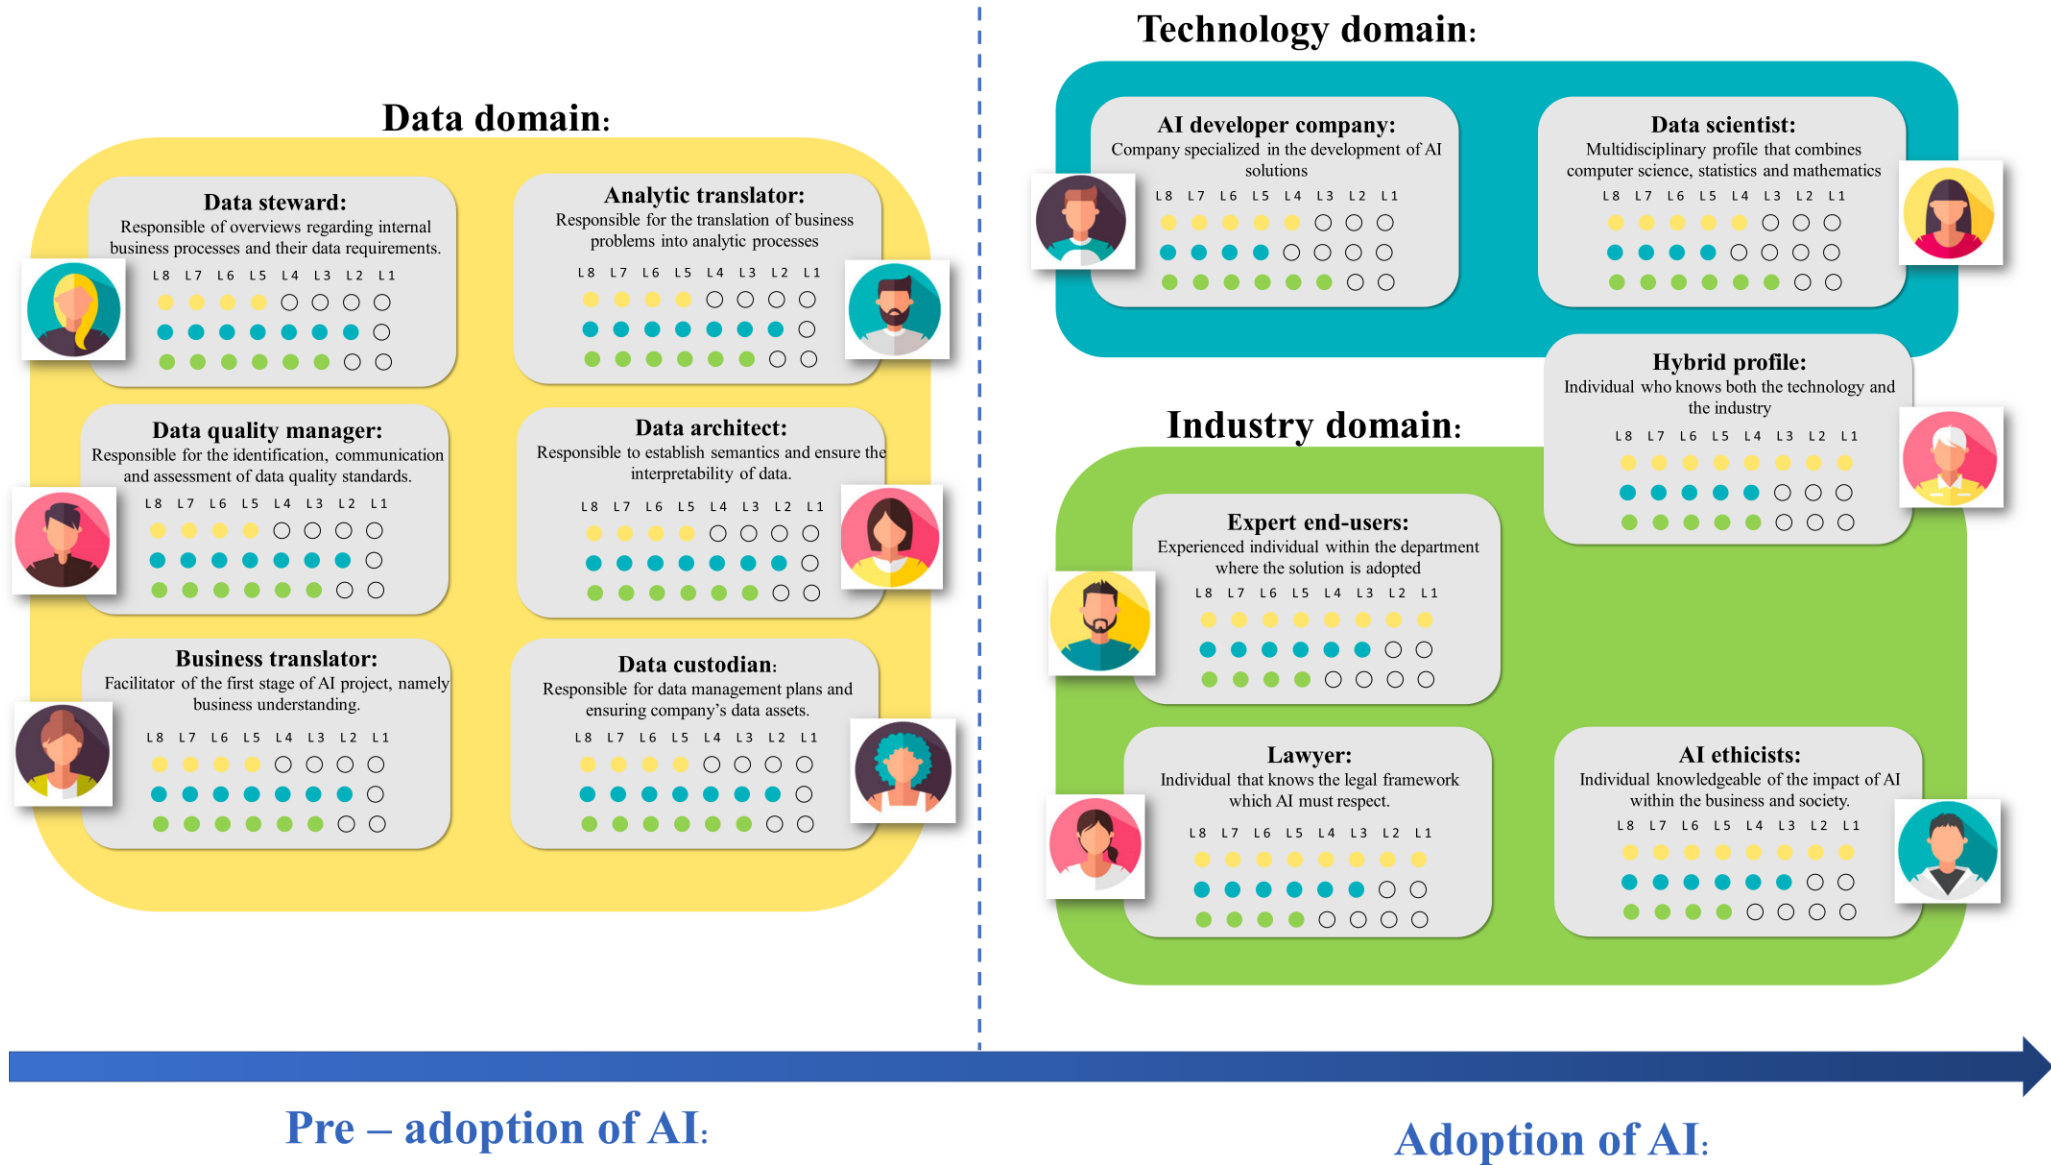 Data domain:
Data steward:
Responsible of overviews regarding internal
business processes and their data requirements.
L8 L7 L6 L5 L4 L3 L2 L1
Analytic translator:
Responsible for the translation of business
problems into analytic processes
L8 L7 L6 L5 L4 L3 L2 L1
Data quality manager:
Responsible for the identification, communication
and assessment of data quality standards.
L8 L7 L6 L5 L4 L3 L2 L1
Data architect:
Responsible to establish semantics and ensure the
interpretability of data.
L8 L7 L6 L5 L4 L3 L2 L1
Business translator:
Facilitator of the first stage of AI project, namely
business understanding.
L8 L7 L6 L5 L4 L3 L2 L1
Data custodian:
Responsible for data management plans and
ensuring company's data assets.
L8 L7 L6 L5 L4 L3 L2 L1
Technology domain:
AI developer company:
Company specialized in the development of AI
solutions
L8 L7 L6 L5 L4 L3 L2 L1
Data scientist:
Multidisciplinary profile that combines
computer science, statistics and mathematics
L8 L7 L6 L5 L4 L3 L2 L1
Hybrid profile:
Individual who knows both the technology and
the industry
L8 L7 L6 L5 L4 L3 L2 L1
Industry domain:
Expert end-users:
Experienced individual within the department
where the solution is adopted
L8 L7 L6 L5 L4 L3 L2 L1
Lawyer:
Individual that knows the legal framework
which AI must respect.
L8 L7 L6 L5 L4 L3 L2 L1
AI ethicists:
Individual knowledgeable of the impact of AI
within the business and society.
L8 L7 L6 L5 L4 L3 L2 L1
Pre – adoption of AI:
Adoption of AI: